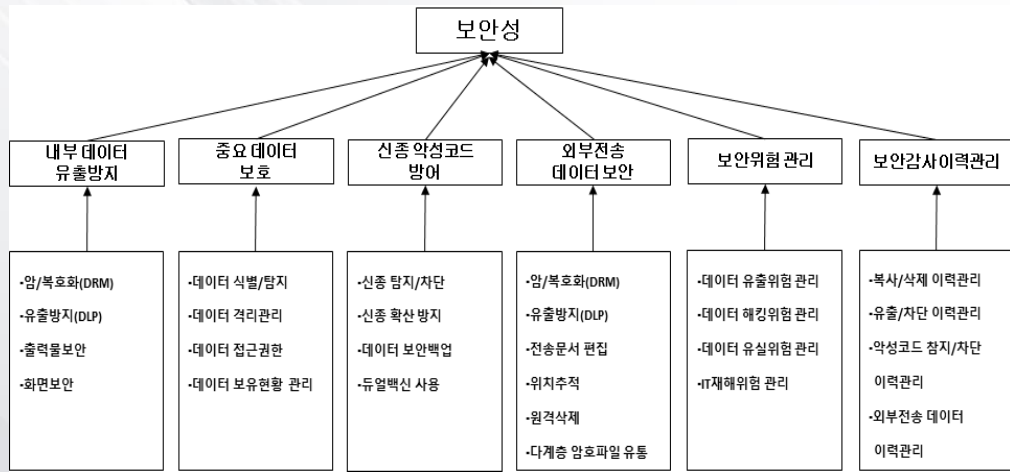 보안성
내부 데이터
유출방지
중요 데이터
보호
신종 악성코드
방어
외부전송
데이터 보안
보안위험 관리
보안감사이력관리
•암/복호화(DRM)
•유출방지(DLP)
•출력물보안
•화면보안
•데이터 식별/탐지
•데이터 격리관리
•데이터 접근권한
•데이터 보유현황 관리
•신종 탐지/차단
•신종 확산 방지
•데이터 보안백업
•듀얼백신 사용
•암/복호화(DRM)
•유출방지(DLP)
•전송문서 편집
•위치추적
•원격삭제
•다계층 암호파일 유통
•데이터 유출위험 관리
•데이터 해킹위험 관리
•데이터 유실위험 관리
•IT재해위험 관리
•복사/삭제 이력관리
•유출/차단 이력관리
•악성코드 참지/차단
이력관리
•외부전송 데이터
이력관리